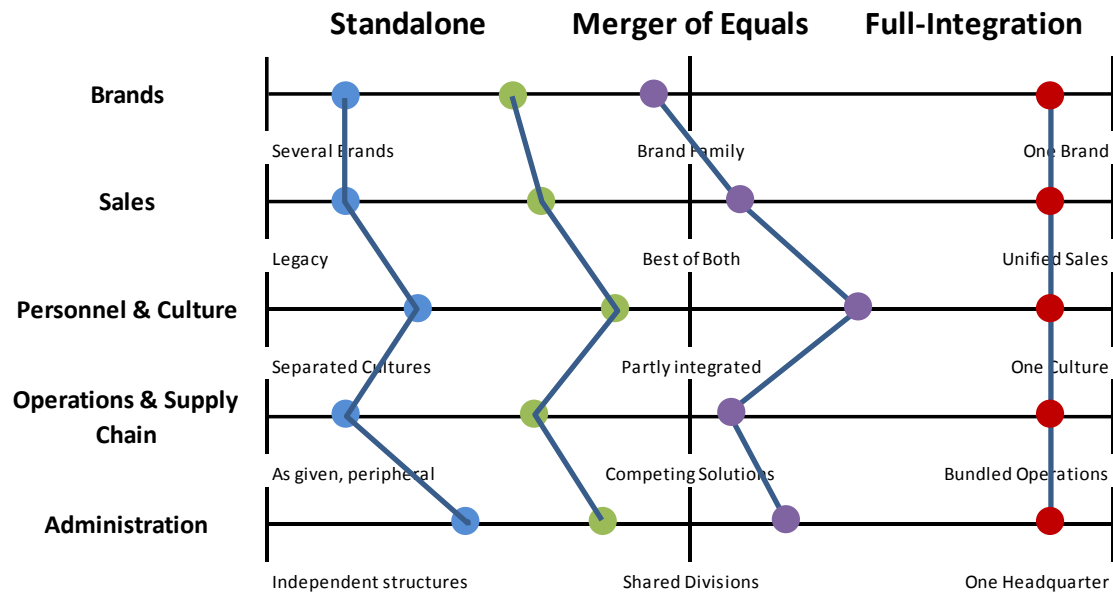 Standalone Merger of Equals Full-Integration
Brands
Several Brands Brand Family One Brand
Sales
Legacy Best of Both Unified Sales
Personnel & Culture
Separated Cultures Partly integrated One Culture
Operations & Supply
Chain
As given, peripheral Competing Solutions Bundled Operations
Administration
Independent structures Shared Divisions One Headquarter